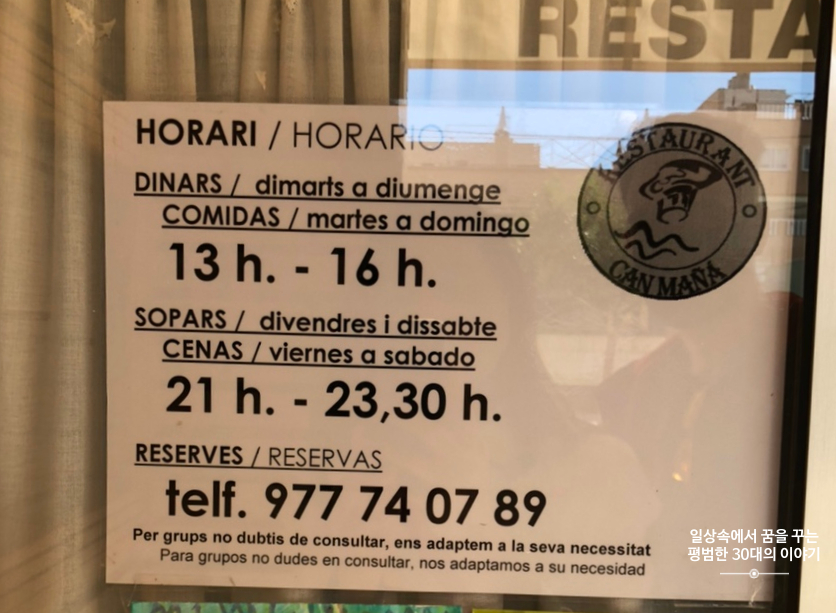 RESTA
HORARI / HORARIO
DINARS / dimarts a diumenge
COMIDAS / martes a domingo
13 h. - 16 h.
SOPARS / divendres i dissabte
CENAS / viernes a sabado
21 h. - 23,30 h.
RESERVES / RESERVAS
telf. 977 74 07 89
Per grups no dubtis de consultar, ens adaptem a la seva necessitat
Para grupos no dudes en consultar, nos adaptamos a su necesidad
RESTAURANT
CAN MAÑÁ
일상속에서 꿈을 꾸는
평범한 30대의 이야기